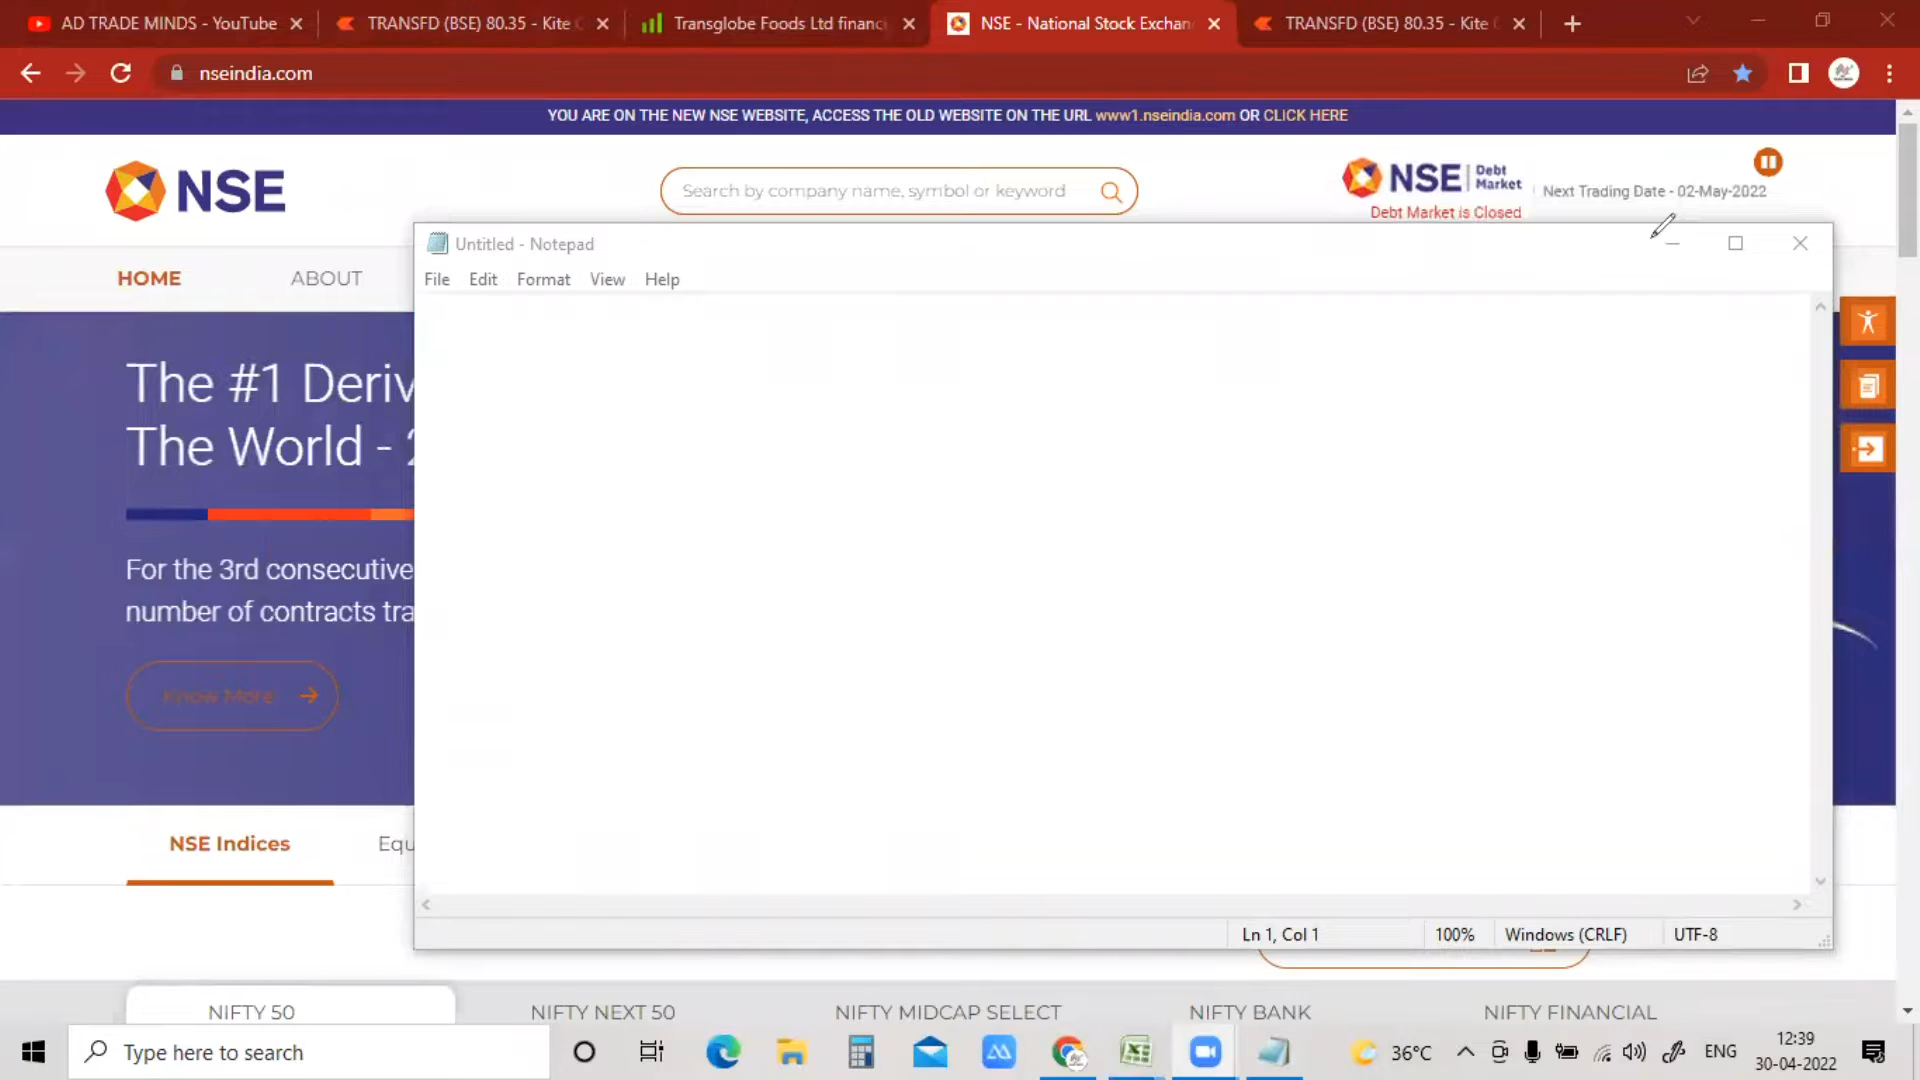 AD TRADE MINDS - YouTube
TRANSFD (BSE) 80.35 - Kite
Transglobe Foods Ltd financ
NSE - National Stock Exchan
TRANSFD (BSE) 80.35 - Kite
nseindia.com
YOU ARE ON THE NEW NSE WEBSITE, ACCESS THE OLD WEBSITE ON THE URL www1.nseindia.com OR CLICK HERE
NSE
Search by company name, symbol or keyword
NSE Debt Market
Debt Market is Closed
Next Trading Date - 02-May-2022
HOME
ABOUT
Untitled - Notepad
File Edit Format View Help
The #1 Deriv
The World - 2
For the 3rd consecutive
number of contracts tra
Know More
NSE Indices
Equ
Ln 1, Col 1
100%
Windows (CRLF)
UTF-8
NIFTY 50
NIFTY NEXT 50
NIFTY MIDCAP SELECT
NIFTY BANK
NIFTY FINANCIAL
Type here to search
36°C
ENG
12:39
30-04-2022